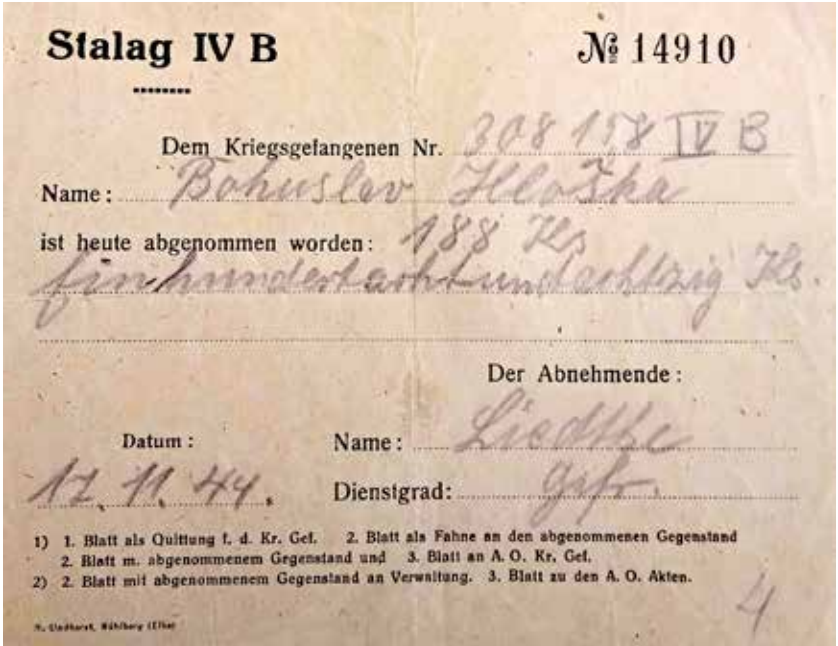 Stalag IV B
№ 14910
Dem Kriegsgefangenen Nr. 308 158 IV B
Name: Bohuslav Hloška
ist heute abgenommen worden: 188 Ks
Einhundertachtundachtzig Ks.
Der Abnehmende:
Datum: Name: Liedtke
17. 11. 44. Dienstgrad: Gefr.
1) 1. Blatt als Quittung f. d. Kr. Gef. 2. Blatt als Fahne an den abgenommenen Gegenstand
2. Blatt m. abgenommenem Gegenstand und 3. Blatt an A. O. Kr. Gef.
2) 2. Blatt mit abgenommenem Gegenstand an Verwaltung. 3. Blatt zu den A. O. Akten.
Mühlberg (Elbe)
4